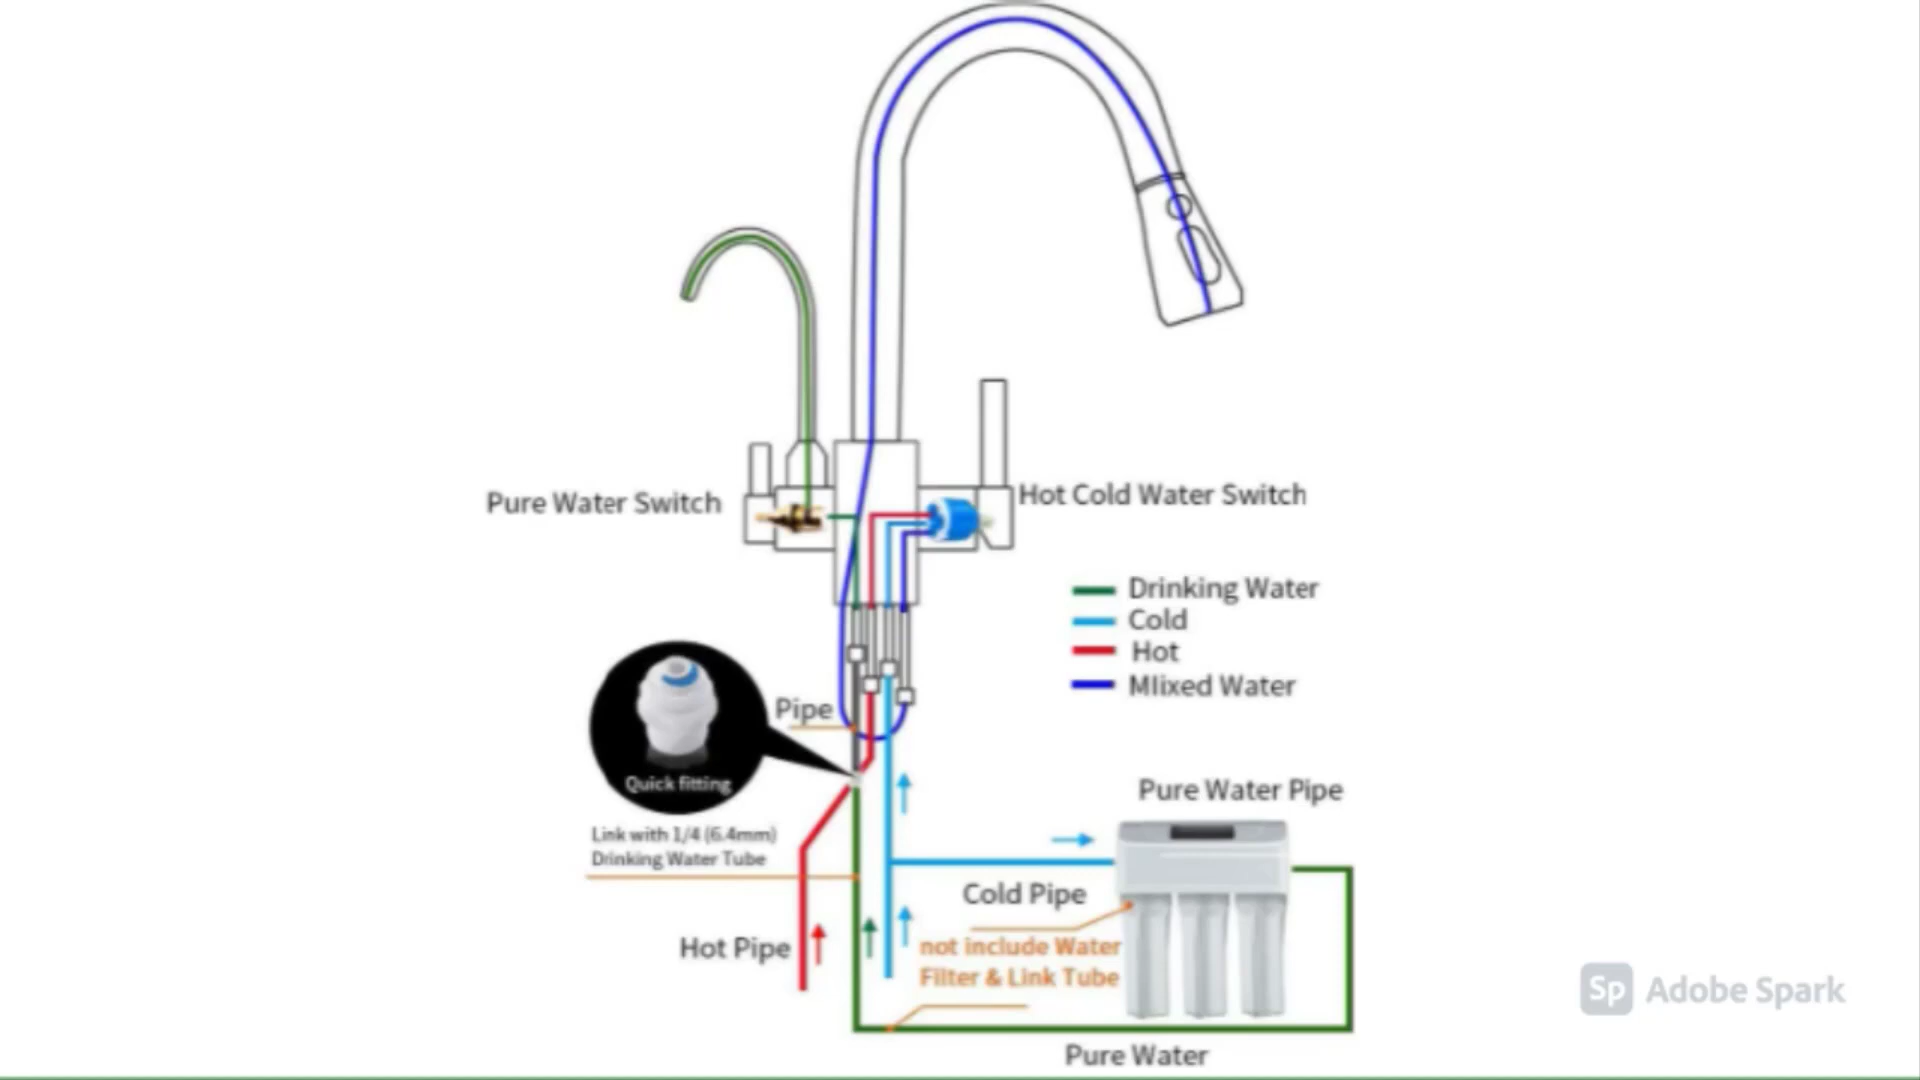 Pure Water Switch
Hot Cold Water Switch
Drinking Water
Cold
Hot
MIixed Water
Pipe
Quick fitting
Link with 1/4 (6.4mm)
Drinking Water Tube
Pure Water Pipe
Cold Pipe
Hot Pipe
not include Water
Filter & Link Tube
Pure Water
Sp Adobe Spark